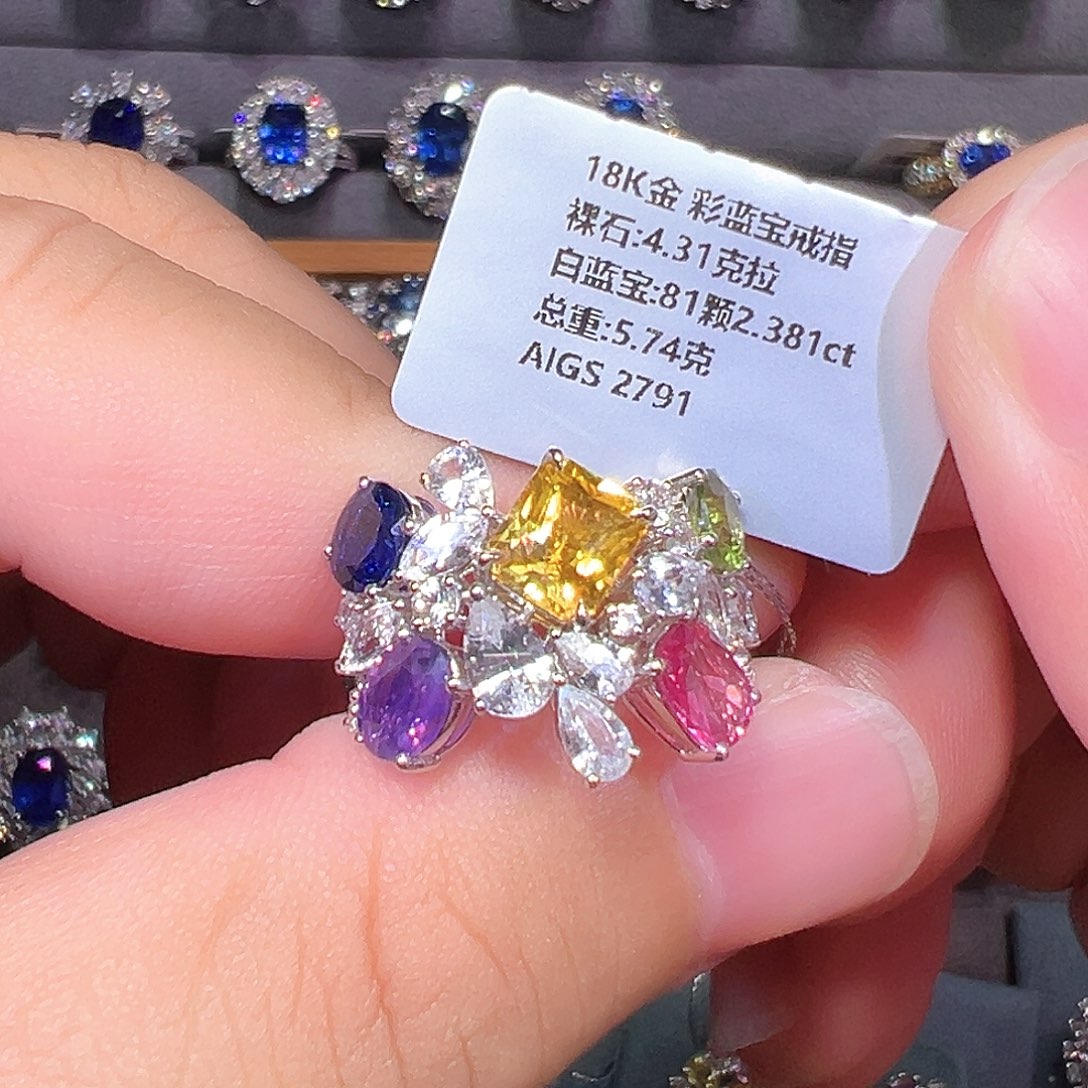 18K金 彩蓝宝戒指
裸石:4.31克拉
白蓝宝:81颗2.381ct
总重:5.74克
AIGS 2791